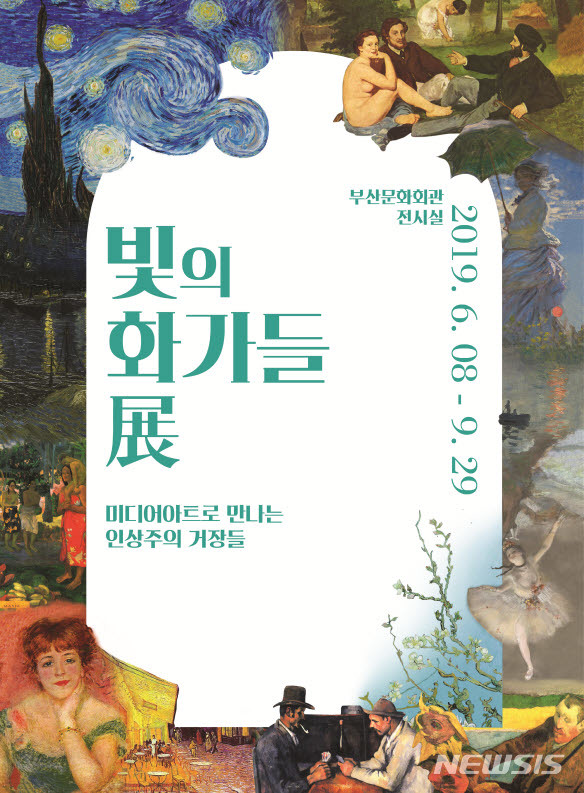 부산문화회관
전시실
2019. 6. 08 - 9. 29
빛의
화가들
展
미디어아트로 만나는
인상주의 거장들
NEWSIS